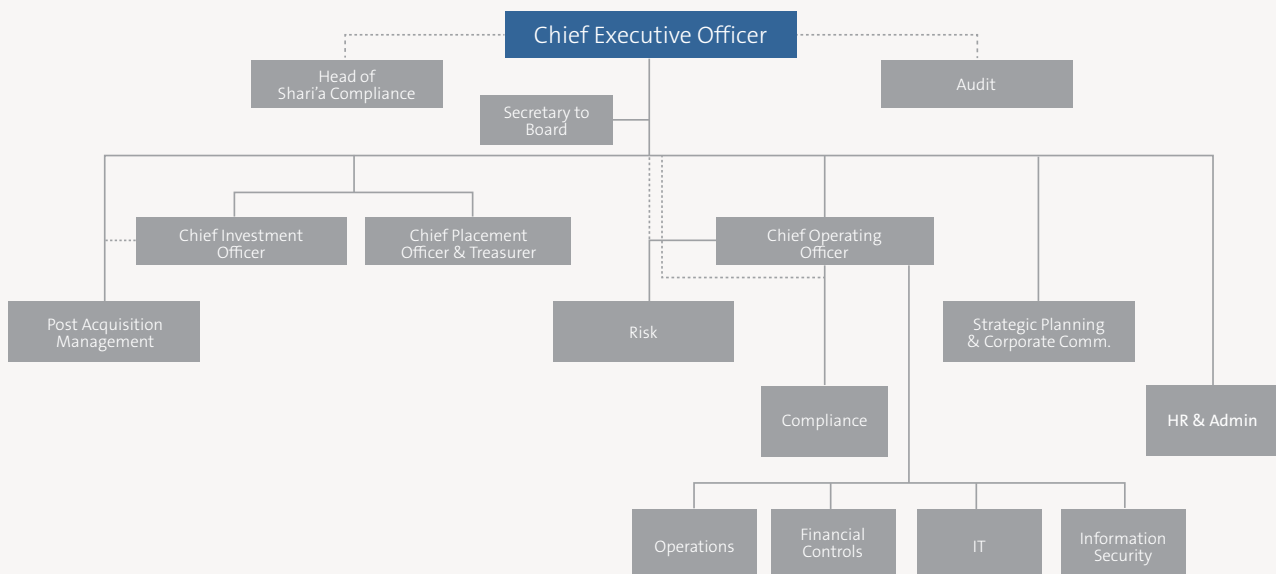 Chief Executive Officer
Head of
Shari'a Compliance
Audit
Secretary to
Board
Chief Investment
Officer
Chief Placement
Officer & Treasurer
Chief Operating
Officer
Post Acquisition
Management
Risk
Strategic Planning
& Corporate Comm.
Compliance
HR & Admin
Operations
Financial
Controls
IT
Information
Security